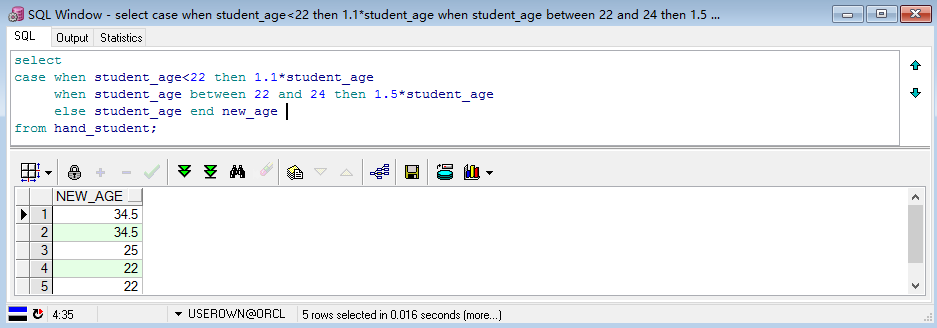 SQL Window - select case when student_age<22 then 1.1*student_age when student_age between 22 and 24 then 1.5 ...
SQL Output Statistics
select
case when student_age<22 then 1.1*student_age
when student_age between 22 and 24 then 1.5*student_age
else student_age end new_age
from hand_student;
NEW_AGE
1 34.5
2 34.5
3 25
4 22
5 22
4:35 USEROWN@ORCL 5 rows selected in 0.016 seconds (more...)